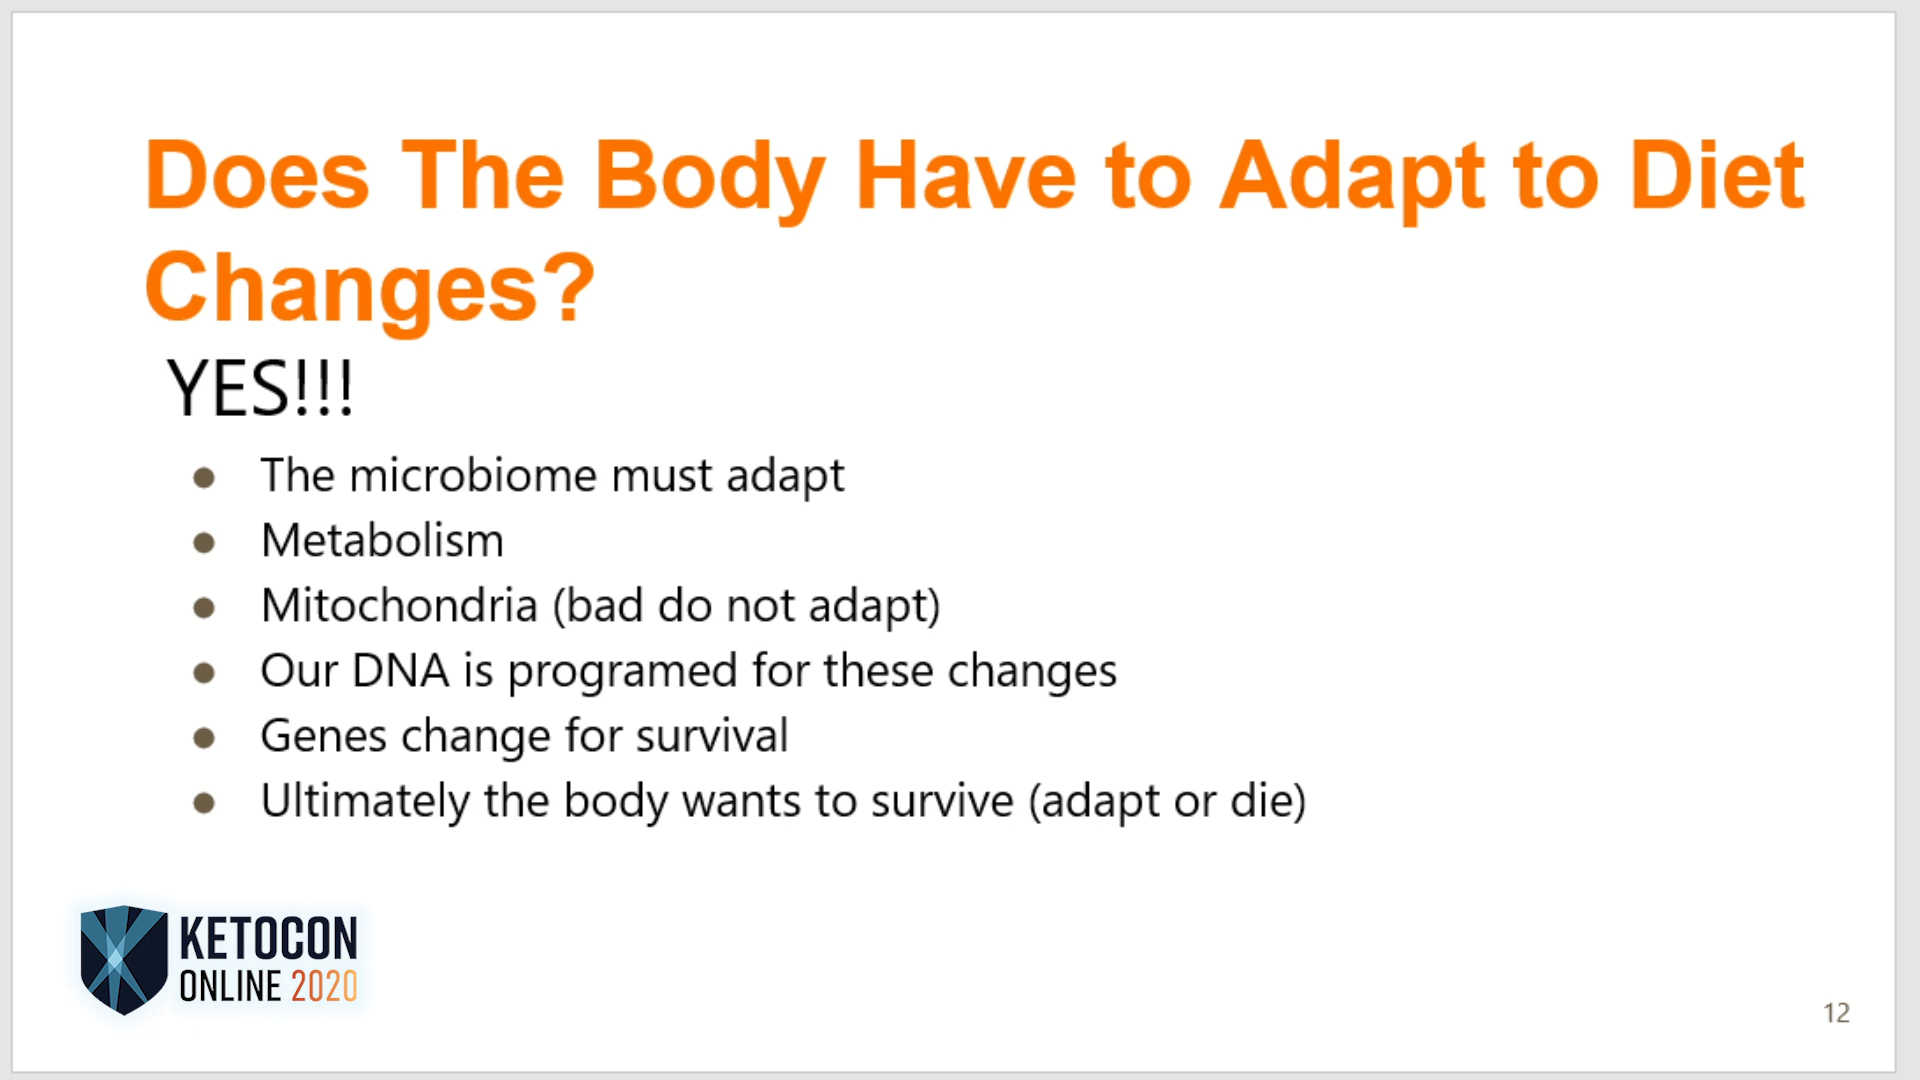 Does The Body Have to Adapt to Diet
Changes?
YES!!!
● The microbiome must adapt
● Metabolism
● Mitochondria (bad do not adapt)
● Our DNA is programed for these changes
● Genes change for survival
● Ultimately the body wants to survive (adapt or die)
KETOCON
ONLINE 2020
12